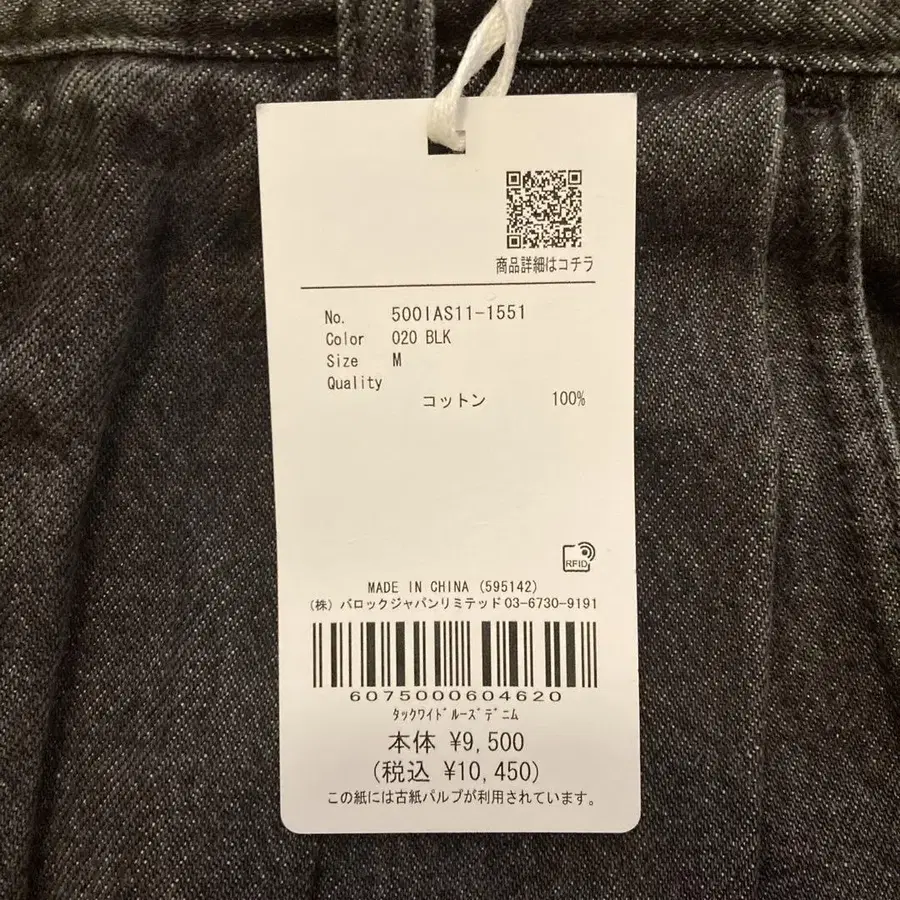 商品詳細はコチラ
No. 500IAS11-1551
Color 020 BLK
Size M
Quality
コットン 100%
RFID
MADE IN CHINA (595142)
(株) バロックジャパンリミテッド 03-6730-9191
6075000604620
ﾀｯｸﾜｲﾄﾞﾙｰｽﾞﾃﾞﾆﾑ
本体 ¥9,500
(税込 ¥10,450)
この紙には古紙パルプが利用されています。